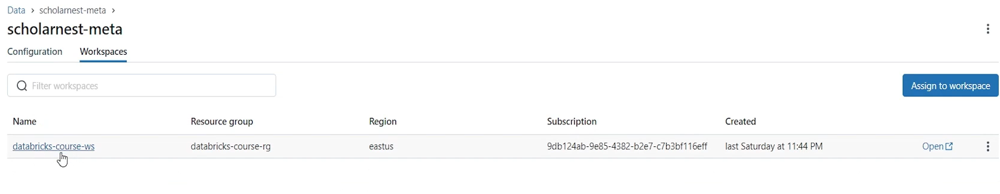 Data > scholarnest-meta >
scholarnest-meta
Configuration Workspaces
Filter workspaces
Assign to workspace
Name Resource group Region Subscription Created
databricks-course-ws databricks-course-rg eastus 9db124ab-9e85-4382-b2e7-c7b3bf116eff last Saturday at 11:44 PM Open